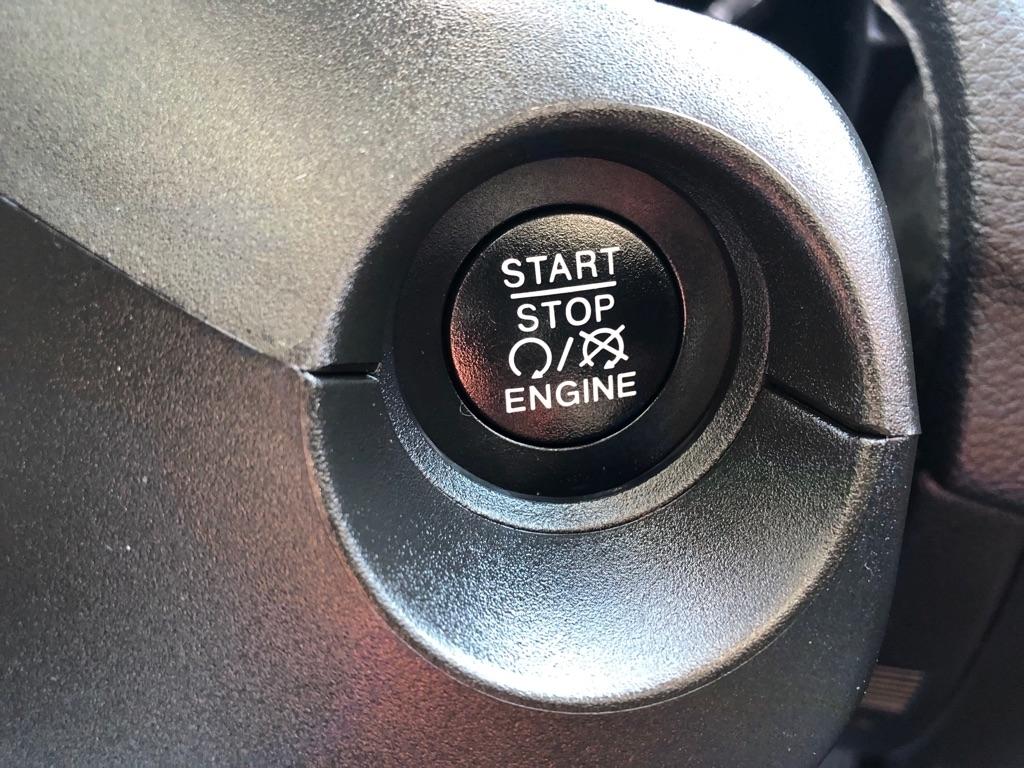 START
STOP
/
ENGINE